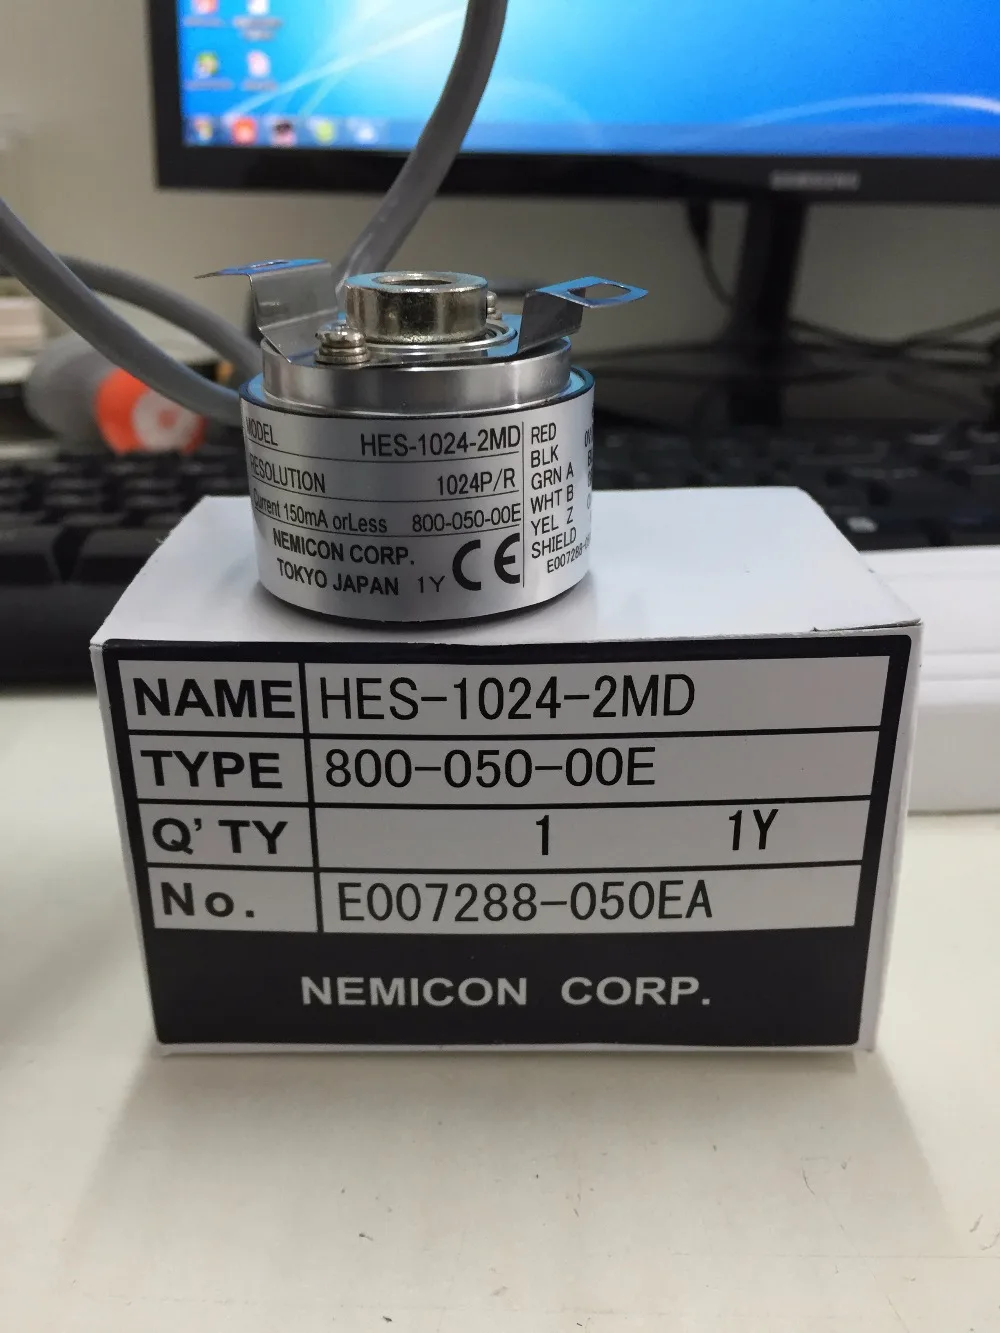 MODEL HES-1024-2MD
RESOLUTION 1024P/R
Current 150mA orLess 800-050-00E
NEMICON CORP.
TOKYO JAPAN 1Y CE
RED
BLK
GRN A
WHT B
YEL Z
SHIELD
NAME HES-1024-2MD
TYPE 800-050-00E
Q'TY 1 1Y
No. E007288-050EA
NEMICON CORP.